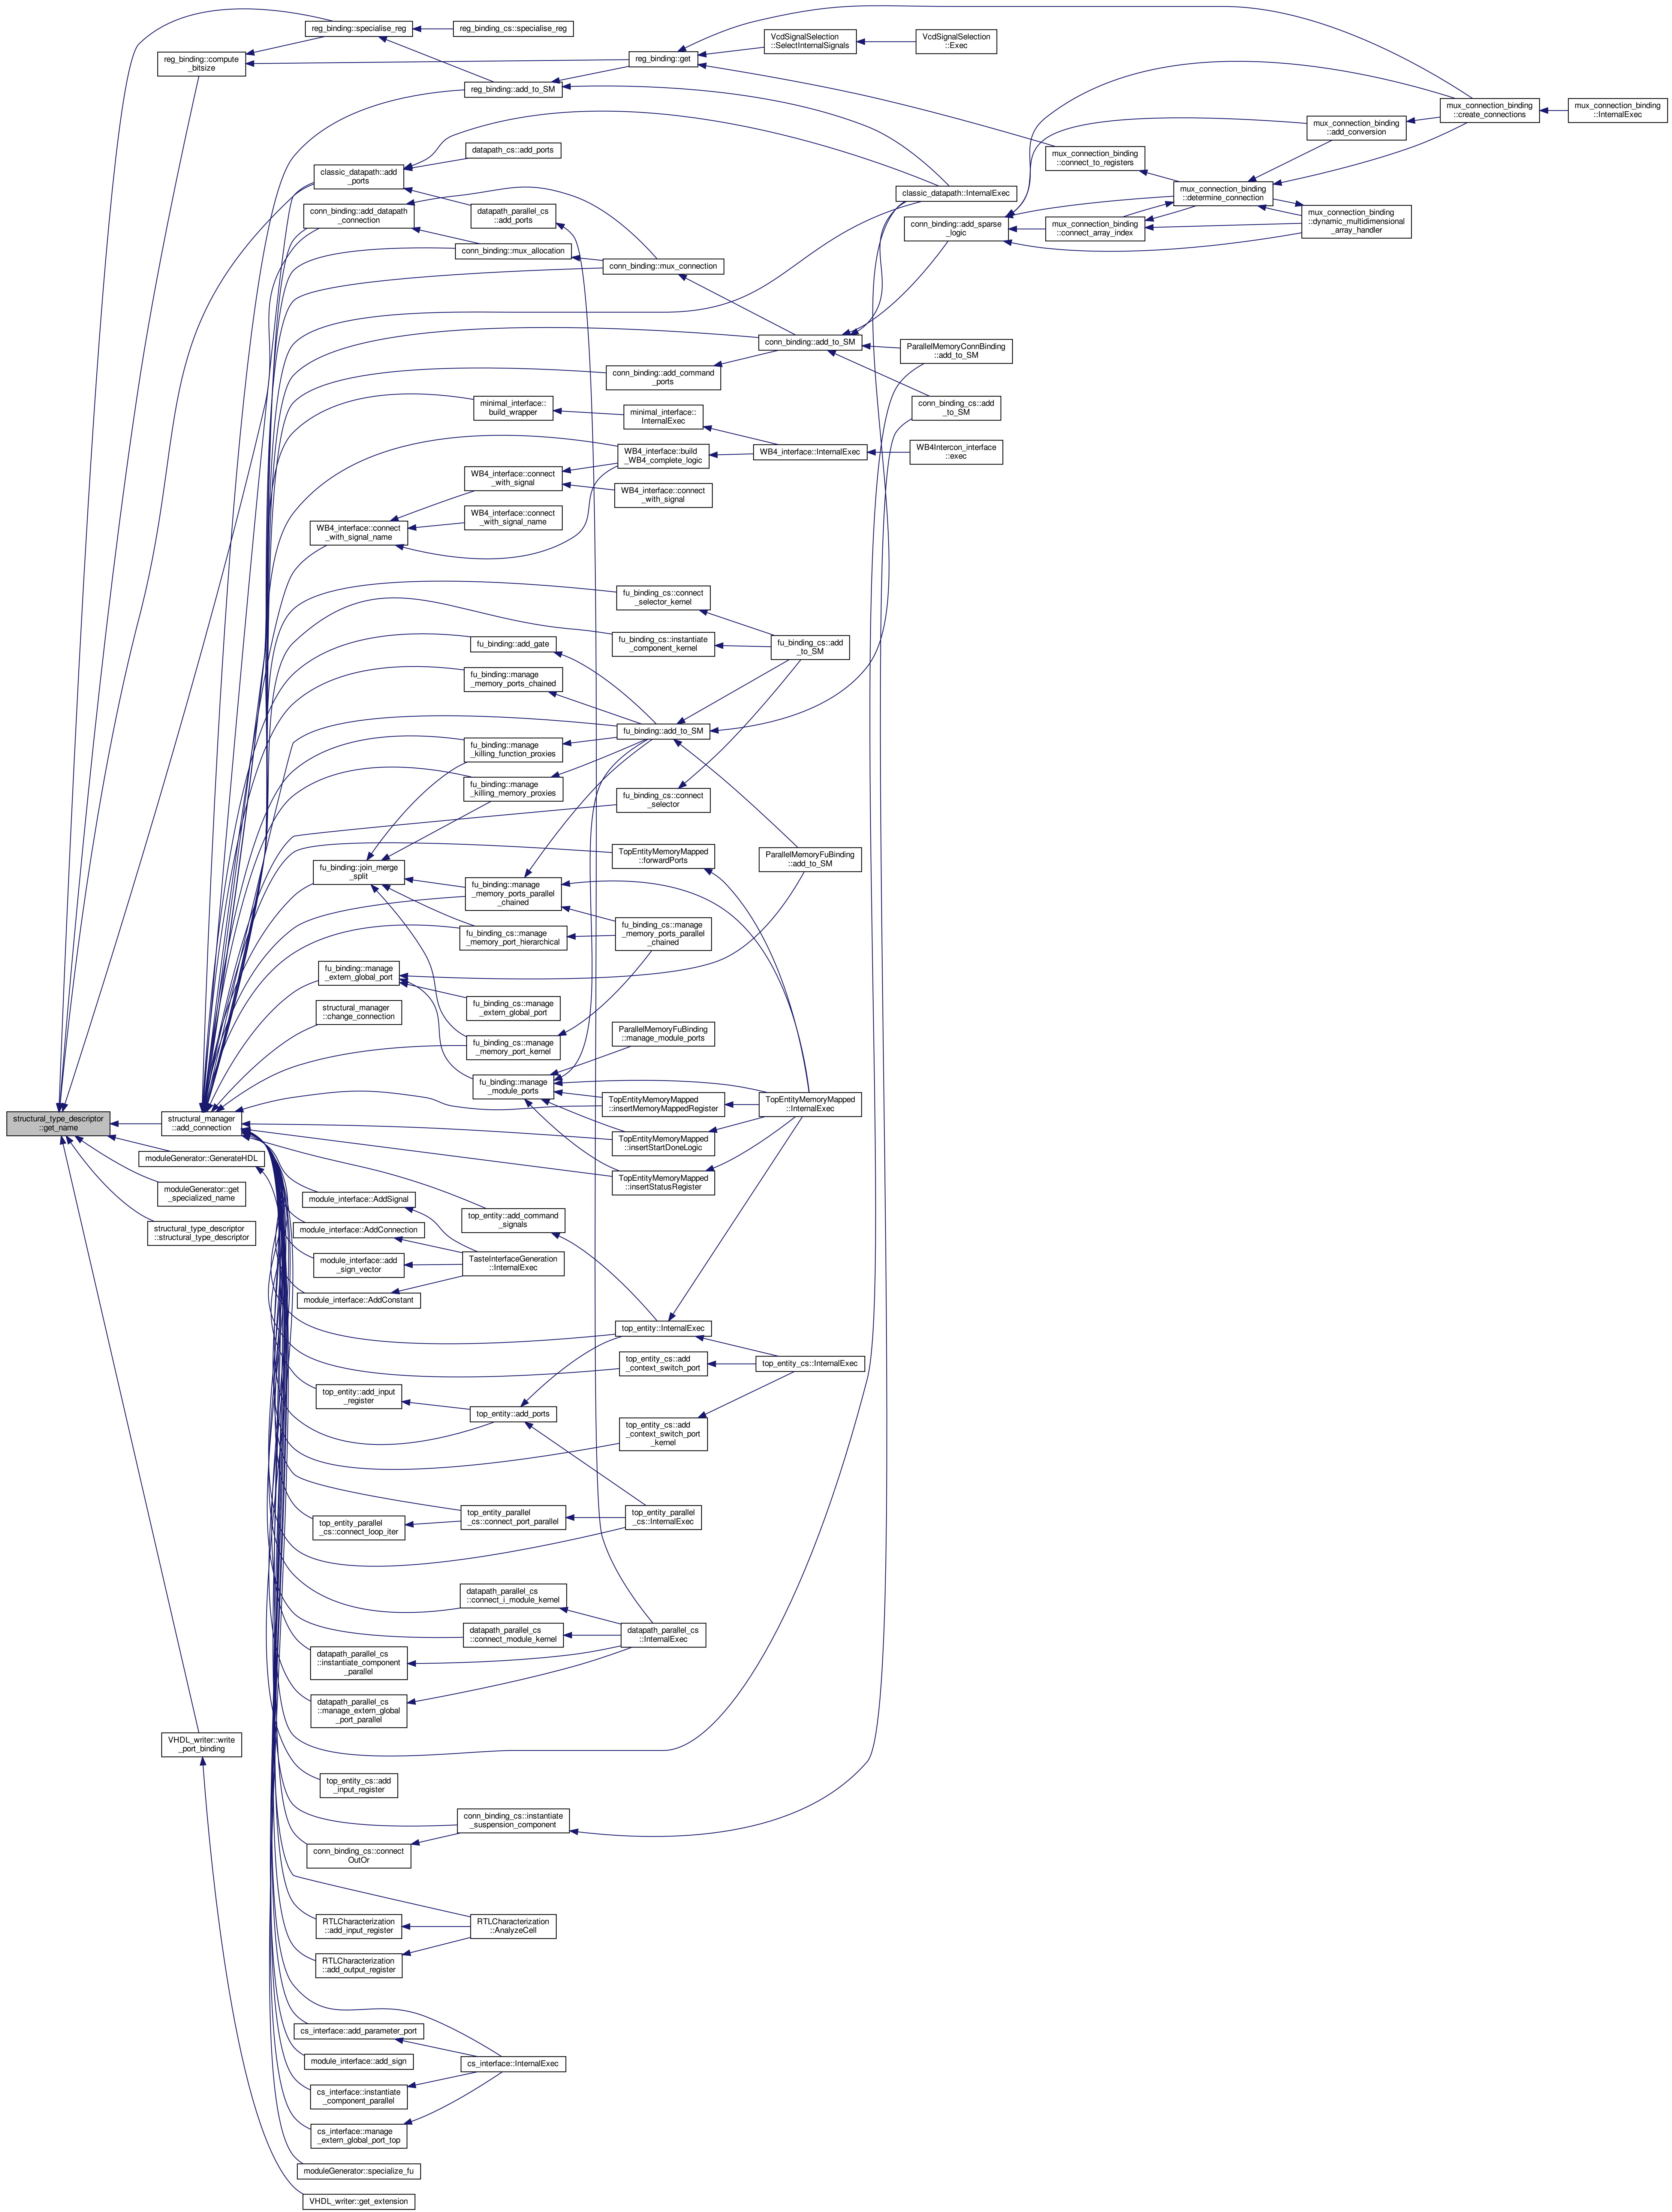 structural_type_descriptor
::get_name
reg_binding::compute
_bitsize
structural_manager
::add_connection
moduleGenerator::GenerateHDL
moduleGenerator::get
_specialized_name
structural_type_descriptor
::structural_type_descriptor
VHDL_writer::write
_port_binding
reg_binding::specialise_reg
classic_datapath::add
_ports
conn_binding::add_datapath
_connection
WB4_interface::connect
_with_signal_name
fu_binding::join_merge
_split
fu_binding::manage
_extern_global_port
structural_manager
::change_connection
module_interface::AddSignal
module_interface::AddConnection
module_interface::add
_sign_vector
module_interface::AddConstant
top_entity::add_input
_register
top_entity_parallel
_cs::connect_loop_iter
datapath_parallel_cs
::instantiate_component
_parallel
datapath_parallel_cs
::manage_extern_global
_port_parallel
top_entity_cs::add
_input_register
conn_binding_cs::connect
OutOr
RTLCharacterization
::add_input_register
RTLCharacterization
::add_output_register
cs_interface::add_parameter_port
module_interface::add_sign
cs_interface::instantiate
_component_parallel
cs_interface::manage
_extern_global_port_top
moduleGenerator::specialize_fu
VHDL_writer::get_extension
reg_binding_cs::specialise_reg
reg_binding::add_to_SM
datapath_cs::add_ports
datapath_parallel_cs
::add_ports
conn_binding::mux_allocation
minimal_interface::
build_wrapper
WB4_interface::connect
_with_signal
WB4_interface::connect
_with_signal_name
fu_binding::add_gate
fu_binding::manage
_memory_ports_chained
fu_binding::manage
_killing_function_proxies
fu_binding::manage
_killing_memory_proxies
fu_binding::manage
_memory_ports_parallel
_chained
fu_binding_cs::manage
_memory_port_hierarchical
fu_binding_cs::manage
_extern_global_port
fu_binding_cs::manage
_memory_port_kernel
fu_binding::manage
_module_ports
top_entity::add_command
_signals
TasteInterfaceGeneration
::InternalExec
top_entity::add_ports
top_entity_parallel
_cs::connect_port_parallel
datapath_parallel_cs
::connect_i_module_kernel
datapath_parallel_cs
::connect_module_kernel
conn_binding_cs::instantiate
_suspension_component
RTLCharacterization
::AnalyzeCell
cs_interface::InternalExec
reg_binding::get
conn_binding::mux_connection
conn_binding::add_command
_ports
minimal_interface::
InternalExec
WB4_interface::build
_WB4_complete_logic
WB4_interface::connect
_with_signal
fu_binding_cs::connect
_selector_kernel
fu_binding_cs::instantiate
_component_kernel
fu_binding::add_to_SM
fu_binding_cs::connect
_selector
TopEntityMemoryMapped
::forwardPorts
fu_binding_cs::manage
_memory_ports_parallel
_chained
ParallelMemoryFuBinding
::manage_module_ports
TopEntityMemoryMapped
::insertMemoryMappedRegister
TopEntityMemoryMapped
::insertStartDoneLogic
TopEntityMemoryMapped
::insertStatusRegister
top_entity::InternalExec
top_entity_cs::add
_context_switch_port
top_entity_cs::add
_context_switch_port
_kernel
top_entity_parallel
_cs::InternalExec
datapath_parallel_cs
::InternalExec
VcdSignalSelection
::SelectInternalSignals
conn_binding::add_to_SM
WB4_interface::InternalExec
fu_binding_cs::add
_to_SM
ParallelMemoryFuBinding
::add_to_SM
TopEntityMemoryMapped
::InternalExec
top_entity_cs::InternalExec
VcdSignalSelection
::Exec
classic_datapath::InternalExec
conn_binding::add_sparse
_logic
ParallelMemoryConnBinding
::add_to_SM
conn_binding_cs::add
_to_SM
WB4Intercon_interface
::exec
mux_connection_binding
::connect_to_registers
mux_connection_binding
::connect_array_index
mux_connection_binding
::determine_connection
mux_connection_binding
::add_conversion
mux_connection_binding
::dynamic_multidimensional
_array_handler
mux_connection_binding
::create_connections
mux_connection_binding
::InternalExec